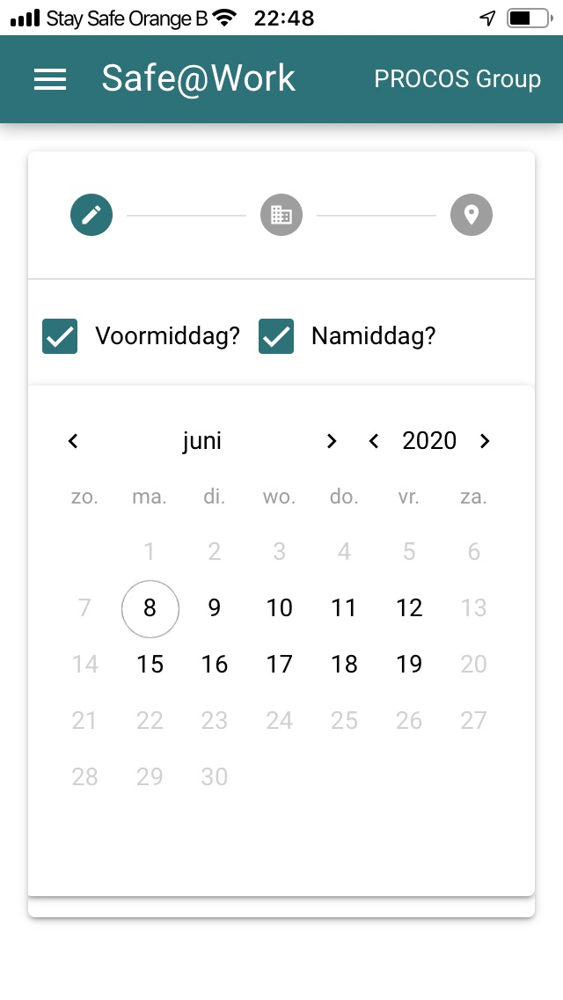 Stay Safe Orange B 22:48
Safe@Work PROCOS Group
Voormiddag? Namiddag?
juni 2020
zo. ma. di. wo. do. vr. za.
1 2 3 4 5 6
7 8 9 10 11 12 13
14 15 16 17 18 19 20
21 22 23 24 25 26 27
28 29 30